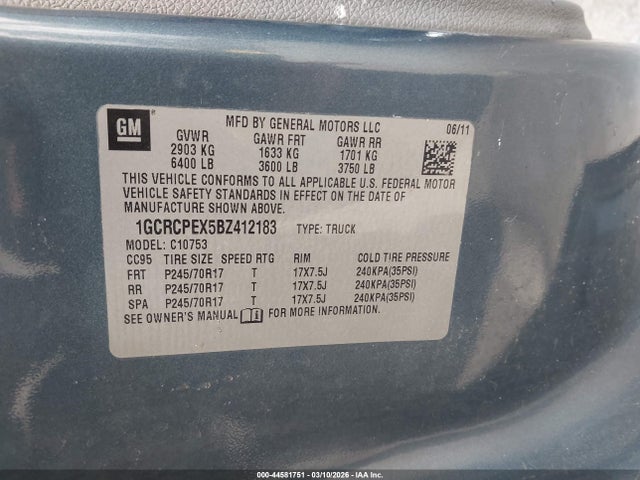 GM
MFD BY GENERAL MOTORS LLC 06/11
GVWR GAWR FRT GAWR RR
2903 KG 1633 KG 1701 KG
6400 LB 3600 LB 3750 LB
THIS VEHICLE CONFORMS TO ALL APPLICABLE U.S. FEDERAL MOTOR
VEHICLE SAFETY STANDARDS IN EFFECT ON THE DATE OF
MANUFACTURE SHOWN ABOVE.
1GCRCPEX5BZ412183 TYPE: TRUCK
MODEL: C10753
CC95 TIRE SIZE SPEED RTG RIM COLD TIRE PRESSURE
FRT P245/70R17 T 17X7.5J 240KPA(35PSI)
RR P245/70R17 T 17X7.5J 240KPA(35PSI)
SPA P245/70R17 T 17X7.5J 240KPA(35PSI)
SEE OWNER'S MANUAL FOR MORE INFORMATION.
000-44581751 - 03/10/2026 - IAA Inc.